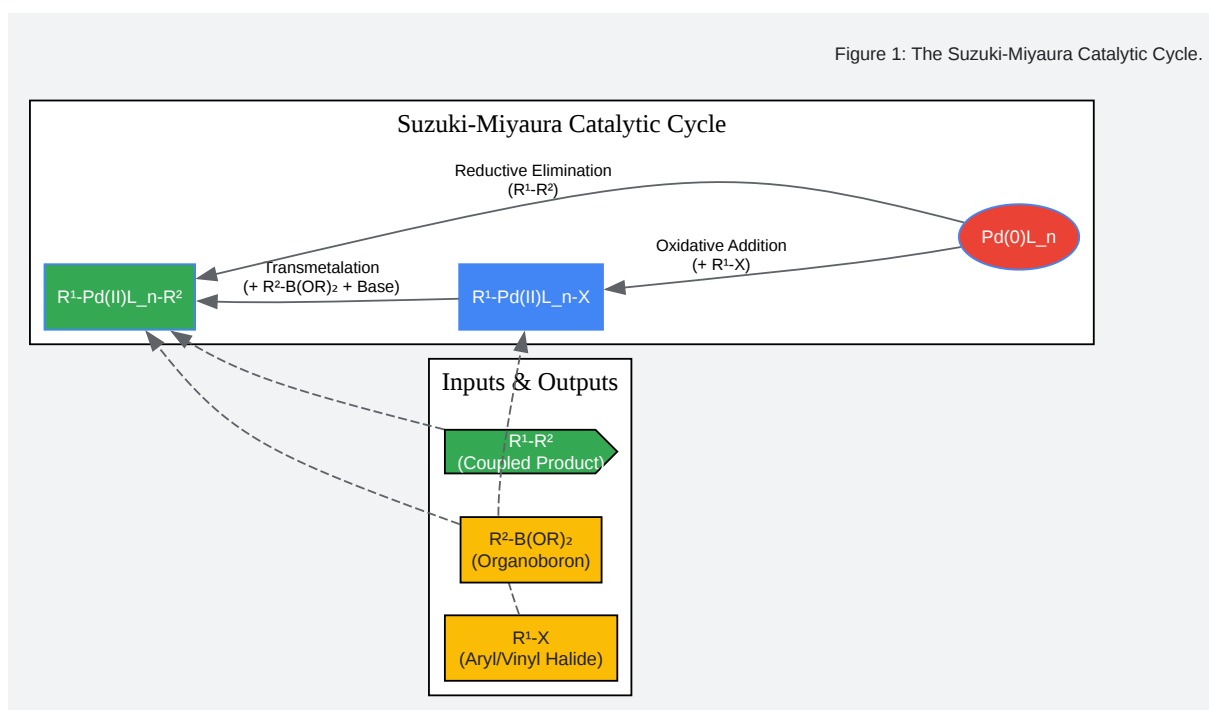 Figure 1: The Suzuki-Miyaura Catalytic Cycle.
Suzuki-Miyaura Catalytic Cycle
Reductive Elimination
(R¹-R²)
Pd(0)L_n
Oxidative Addition
(+ R¹-X)
Transmetalation
(+ R²-B(OR)₂ + Base)
R¹-Pd(II)L_n-R²
R¹-Pd(II)L_n-X
Inputs & Outputs
R¹-R²
(Coupled Product)
R²-B(OR)₂
(Organoboron)
R¹-X
(Aryl/Vinyl Halide)